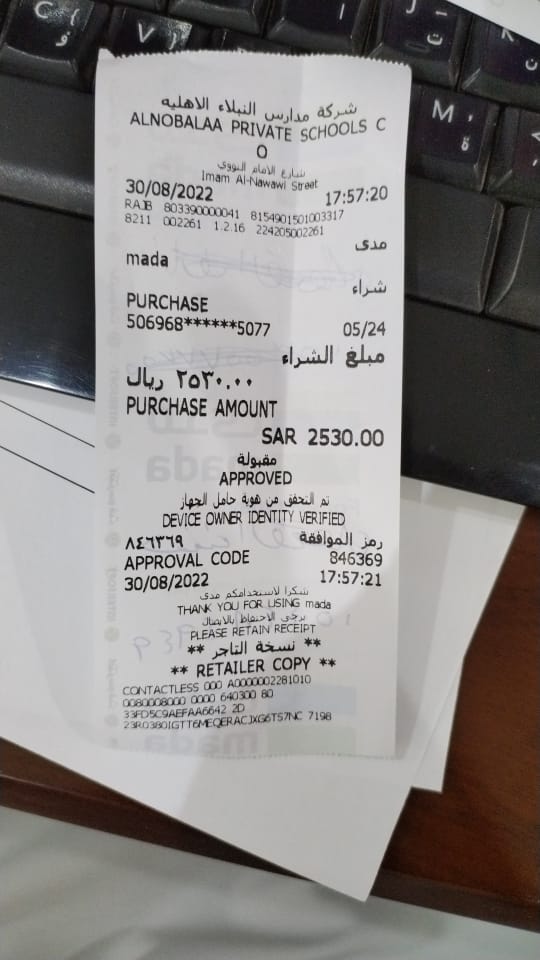 شركة مدارس النبلاء الاهليه
ALNOBALAA PRIVATE SCHOOLS C
O
شارع الامام النووي
Imam Al-Nawawi Street
30/08/2022 17:57:20
RAJB 803390000041 8154901501003317
8211 002261 1.2.16 224205002261
مدى
mada
شراء
PURCHASE
506968******5077 05/24
مبلغ الشراء
٢٥٣٠.٠٠ ريال
PURCHASE AMOUNT
SAR 2530.00
مقبولة
APPROVED
تم التحقق من هوية حامل الجهاز
DEVICE OWNER IDENTITY VERIFIED
رمز الموافقة ٨٤٦٣٦٩
APPROVAL CODE 846369
30/08/2022 17:57:21
شكرا لاستخدامكم مدى
THANK YOU FOR USING mada
يرجى الاحتفاظ بالايصال
PLEASE RETAIN RECEIPT
** نسخة التاجر **
** RETAILER COPY **
CONTACTLESS 000 A0000002281010
0080008000 0000 640300 80
33FD5C9AEFAA6642 2D
23R0380IGTT6MEQERACJXG6TS7NC 7198